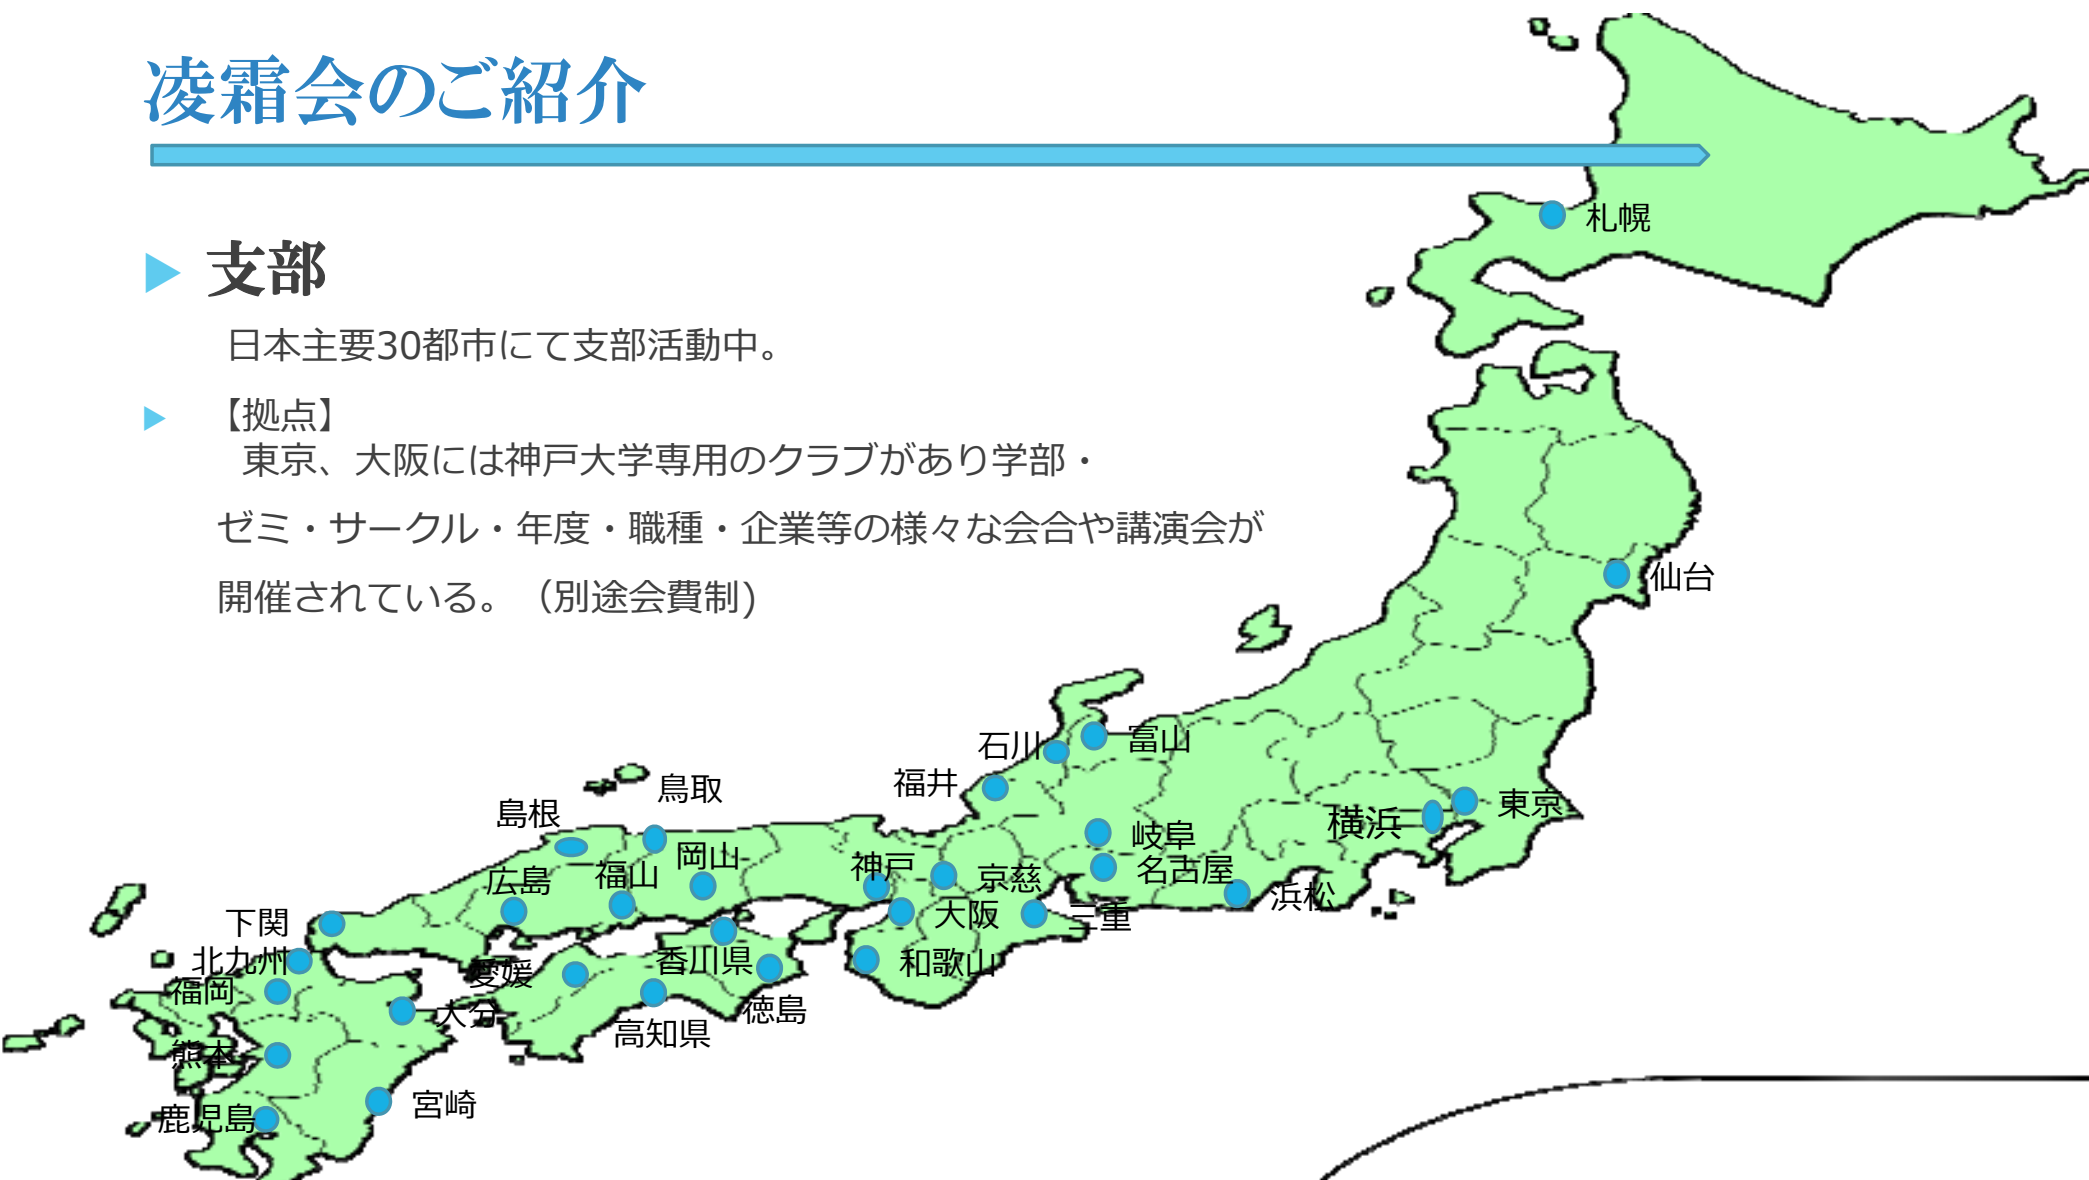 凌霜会のご紹介
支部
日本主要30都市にて支部活動中。
【拠点】
東京、大阪には神戸大学専用のクラブがあり学部・
ゼミ・サークル・年度・職種・企業等の様々な会合や講演会が
開催されている。（別途会費制)
札幌
仙台
石川
富山
福井
鳥取
島根
東京
横浜
岐阜
岡山
神戸
名古屋
福山
京慈
広島
浜松
大阪
三重
下関
北九州
香川県
和歌山
愛媛
福岡
徳島
大分
高知県
熊本
宮崎
鹿児島